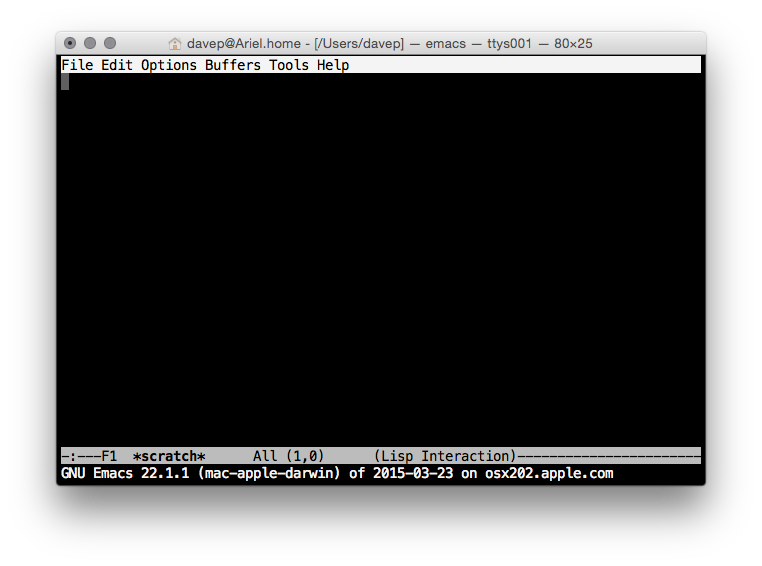 davep@Ariel.home - [/Users/davep] — emacs — ttys001 — 80×25
File Edit Options Buffers Tools Help
-:---F1  *scratch*      All (1,0)      (Lisp Interaction)-----------------------
GNU Emacs 22.1.1 (mac-apple-darwin) of 2015-03-23 on osx202.apple.com